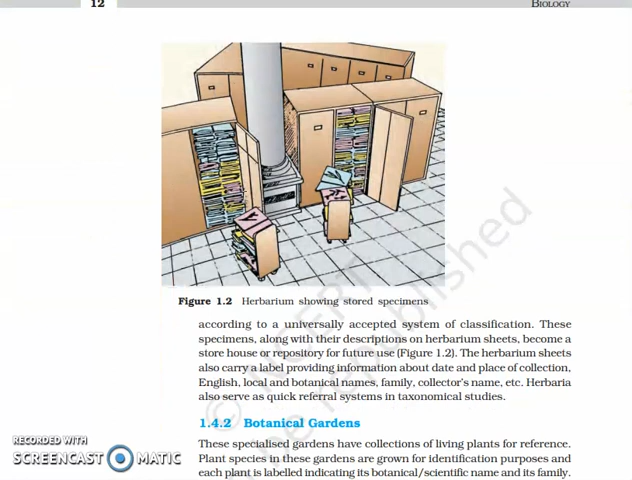 12
BIOLOGY
Figure 1.2 Herbarium showing stored specimens
according to a universally accepted system of classification. These
specimens, along with their descriptions on herbarium sheets, become a
store house or repository for future use (Figure 1.2). The herbarium sheets
also carry a label providing information about date and place of collection,
English, local and botanical names, family, collector's name, etc. Herbaria
also serve as quick referral systems in taxonomical studies.
1.4.2 Botanical Gardens
These specialised gardens have collections of living plants for reference.
Plant species in these gardens are grown for identification purposes and
each plant is labelled indicating its botanical/scientific name and its family.
© NCERT
be republished
RECORDED WITH
SCREENCAST MATIC